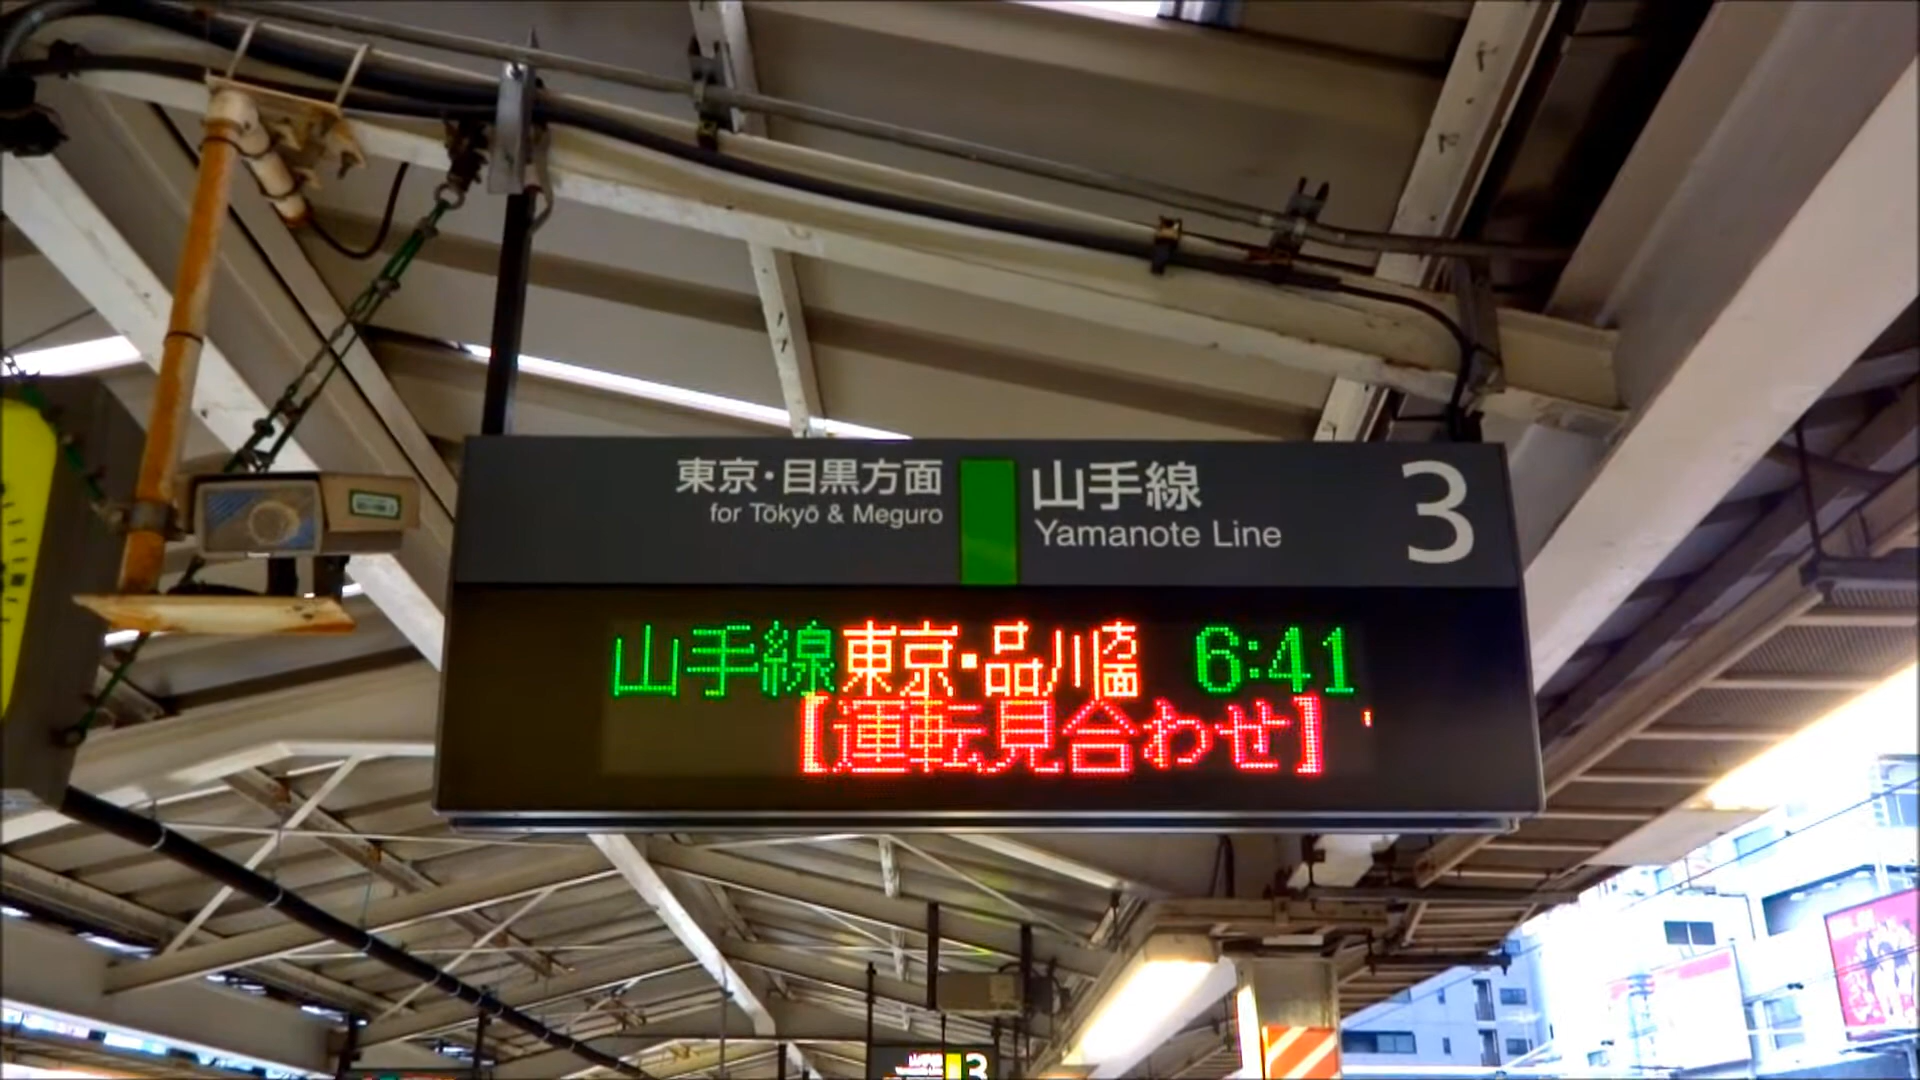 東京・目黒方面
for Tōkyō & Meguro
山手線
Yamanote Line
3
山手線東京・品川方面 6:41
【運転見合わせ】
3